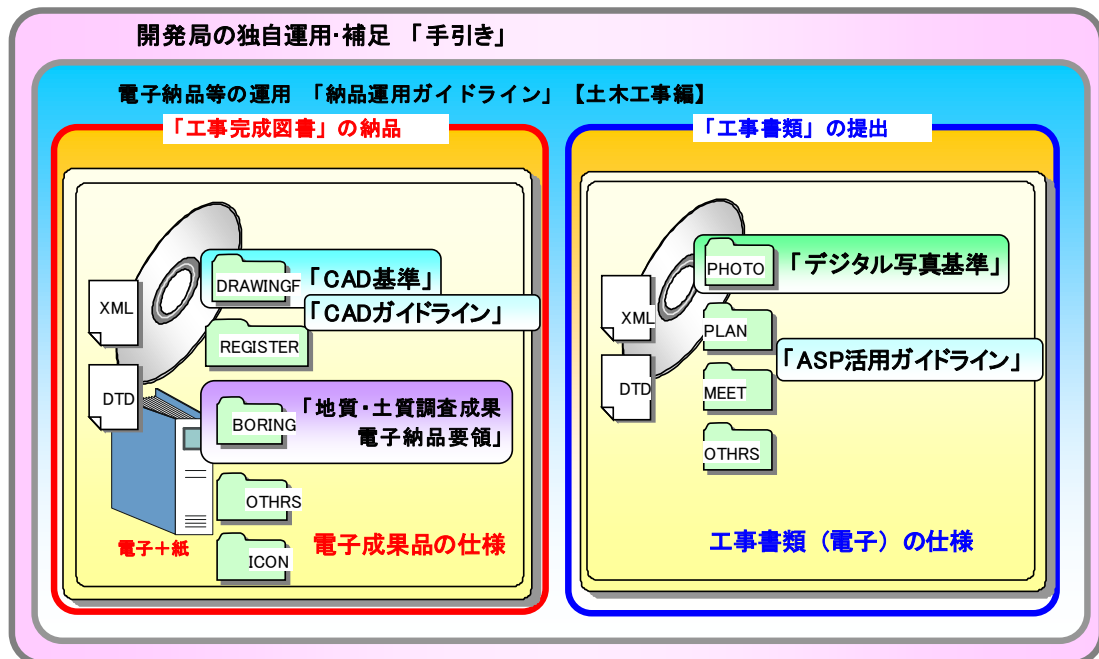 開発局の独自運用・補足 「手引き」
電子納品等の運用 「納品運用ガイドライン」 【土木工事編】
「工事完成図書」の納品
XML
DTD
DRAWINGF
「CAD基準」
「CADガイドライン」
REGISTER
BORING
「地質・土質調査成果
電子納品要領」
OTHRS
ICON
電子＋紙
電子成果品の仕様
「工事書類」の提出
XML
DTD
PHOTO
「デジタル写真基準」
PLAN
「ASP活用ガイドライン」
MEET
OTHRS
工事書類（電子）の仕様